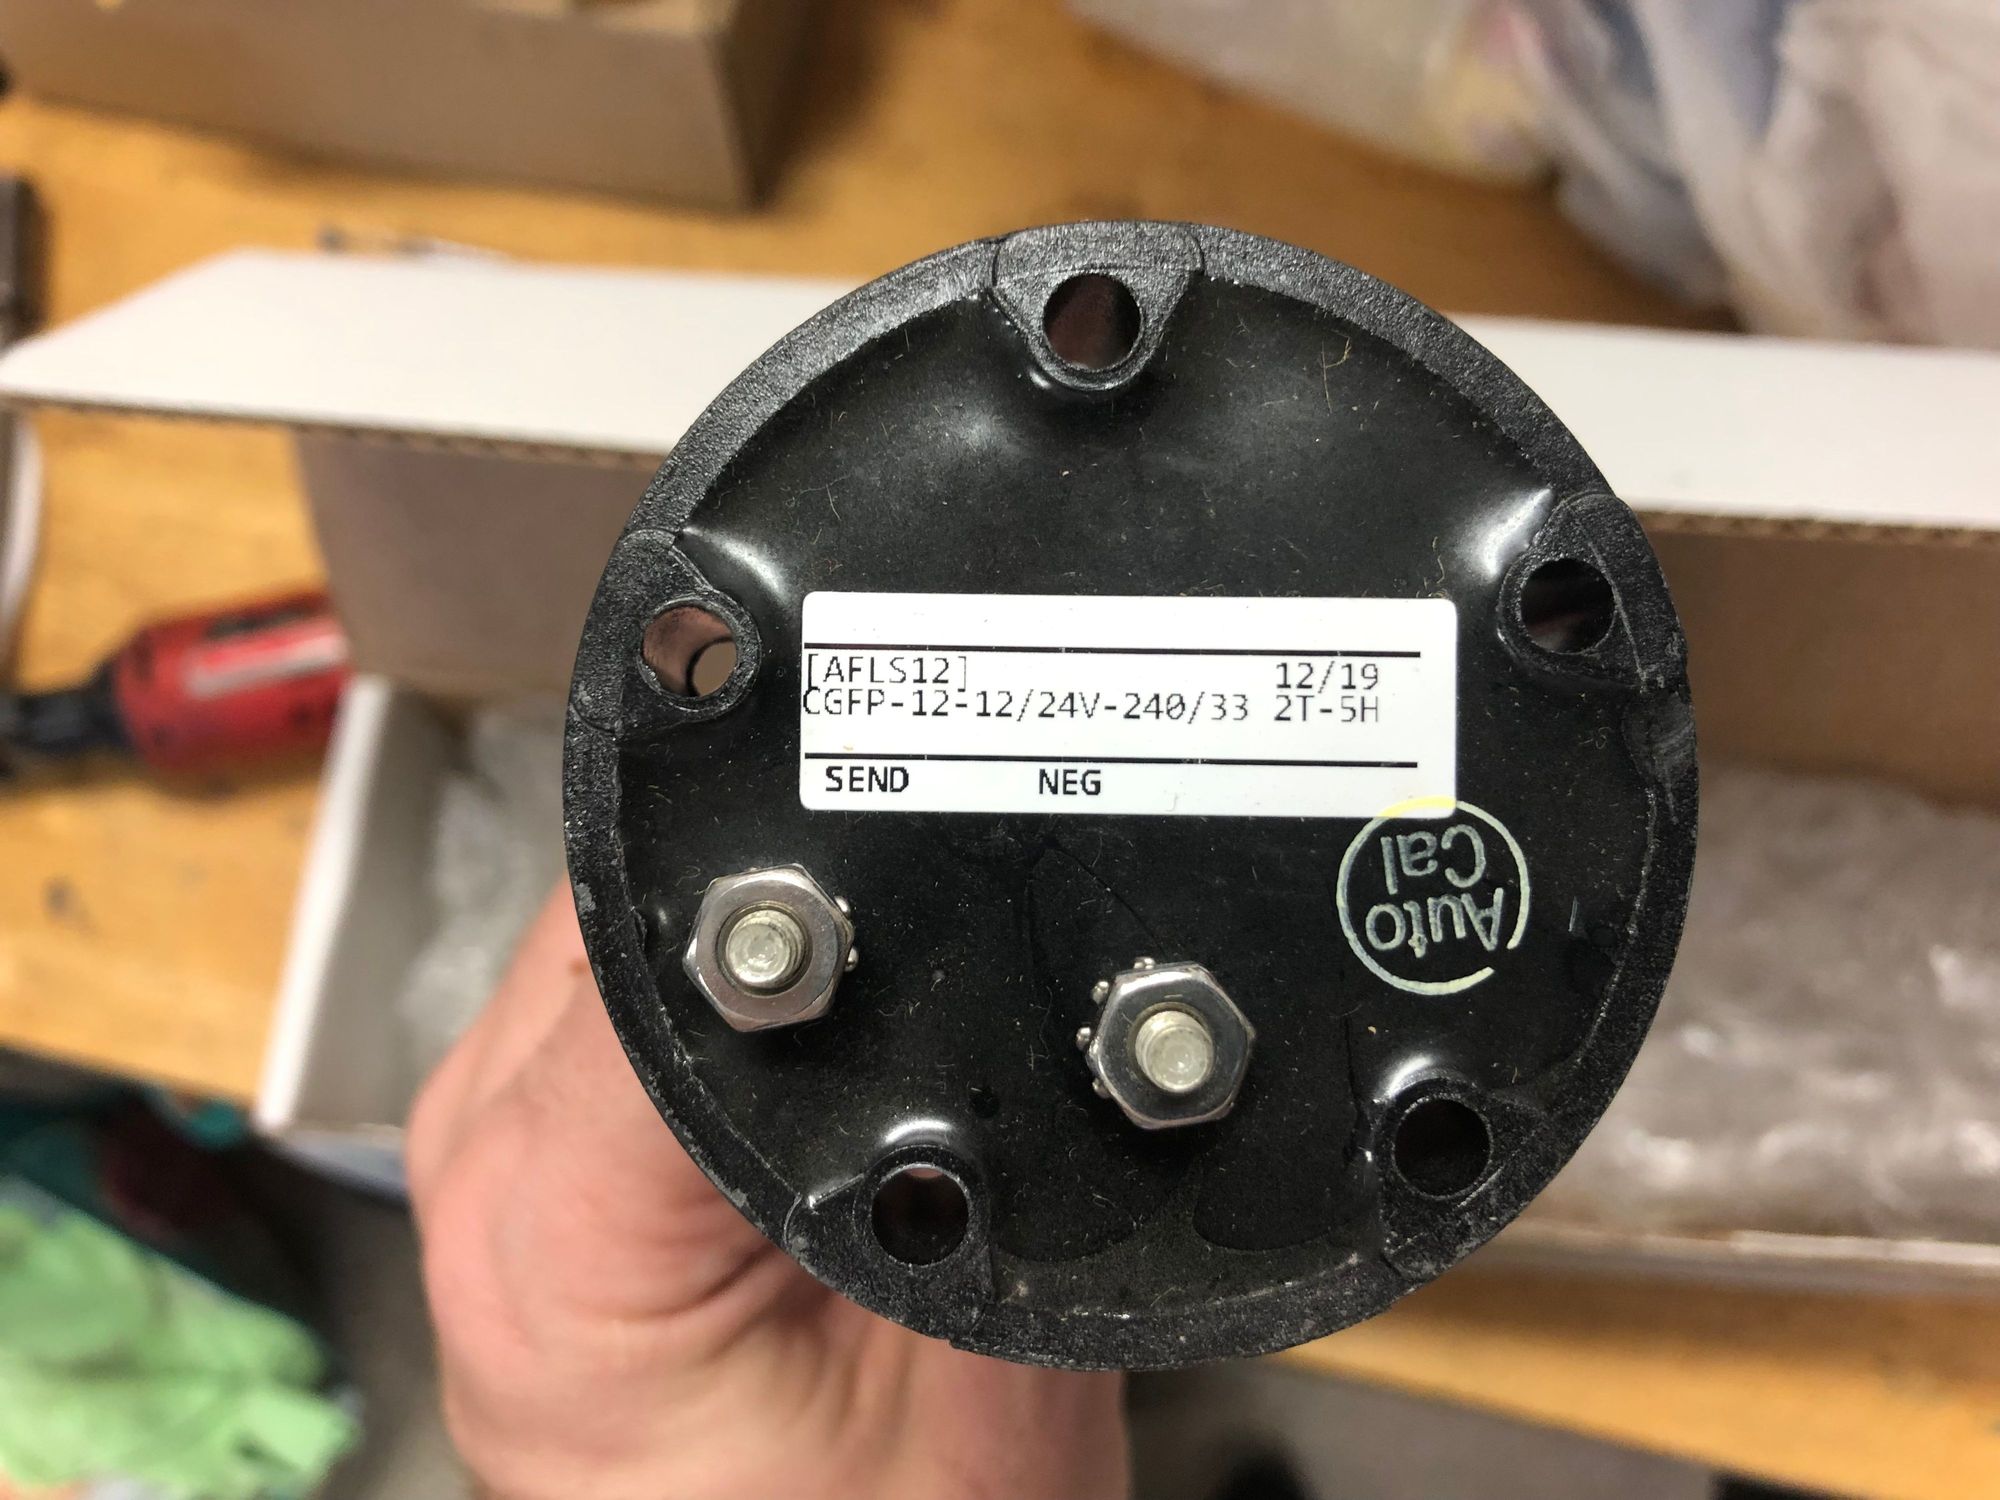 [AFLS12] 12/19
CGFP-12-12/24V-240/33 2T-5H
SEND NEG
Auto
Cal